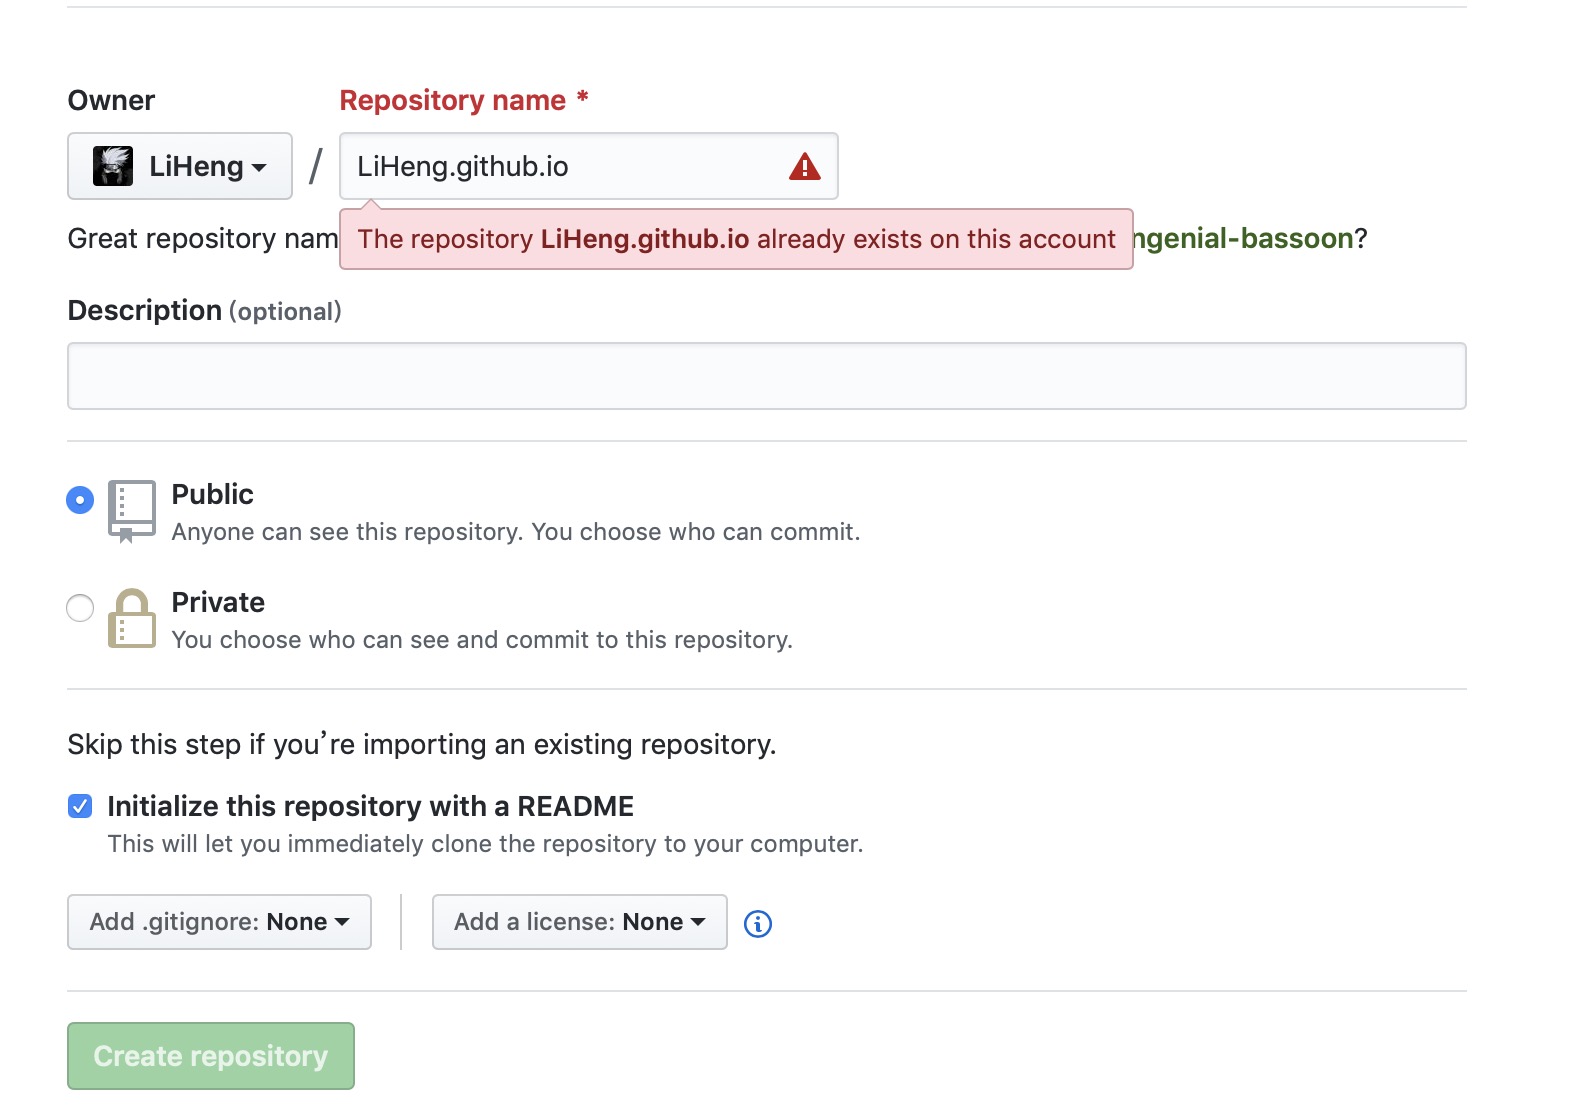 Owner
Repository name *
LiHeng / LiHeng.github.io
Great repository nam
The repository LiHeng.github.io already exists on this account
ngenial-bassoon?
Description (optional)
Public
Anyone can see this repository. You choose who can commit.
Private
You choose who can see and commit to this repository.
Skip this step if you’re importing an existing repository.
Initialize this repository with a README
This will let you immediately clone the repository to your computer.
Add .gitignore: None
Add a license: None
Create repository